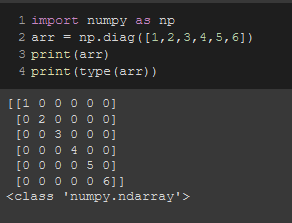 1 import numpy as np
2 arr = np.diag([1,2,3,4,5,6])
3 print(arr)
4 print(type(arr))
[[1 0 0 0 0 0]
 [0 2 0 0 0 0]
 [0 0 3 0 0 0]
 [0 0 0 4 0 0]
 [0 0 0 0 5 0]
 [0 0 0 0 0 6]]
<class 'numpy.ndarray'>